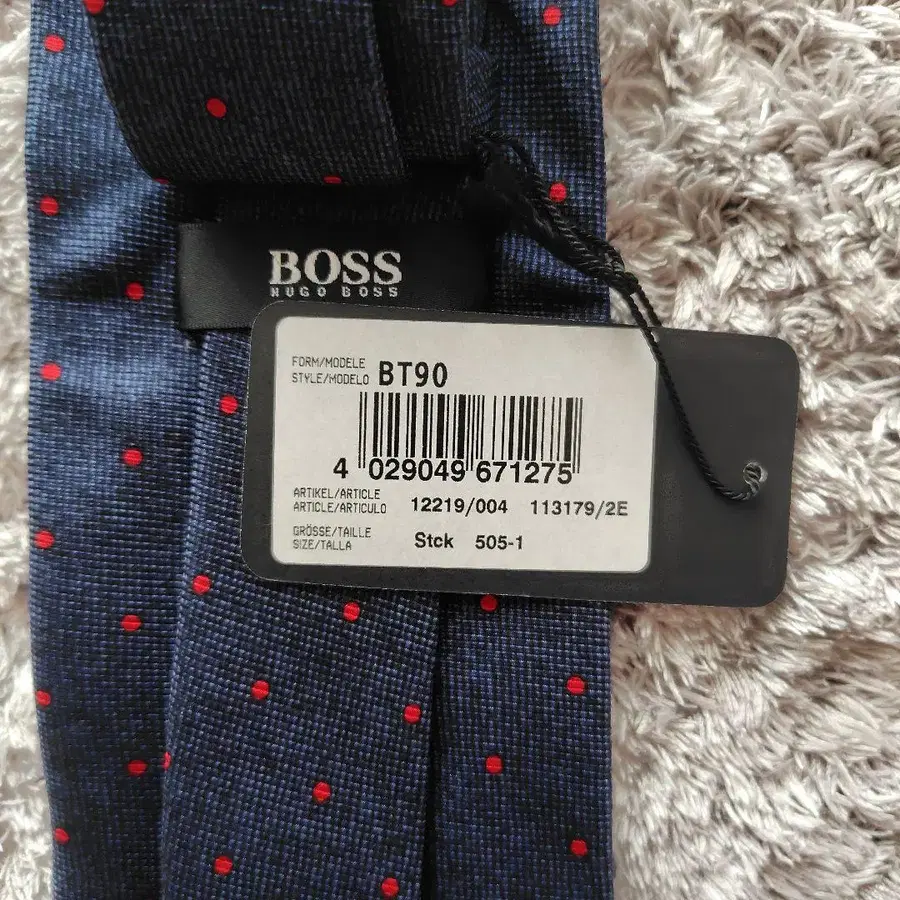 BOSS
HUGO BOSS
FORM/MODELE
STYLE/MODELO BT90
4 029049 671275
ARTIKEL/ARTICLE
ARTICLE/ARTICULO 12219/004 113179/2E
GRÖSSE/TAILLE
SIZE/TALLA Stck 505-1